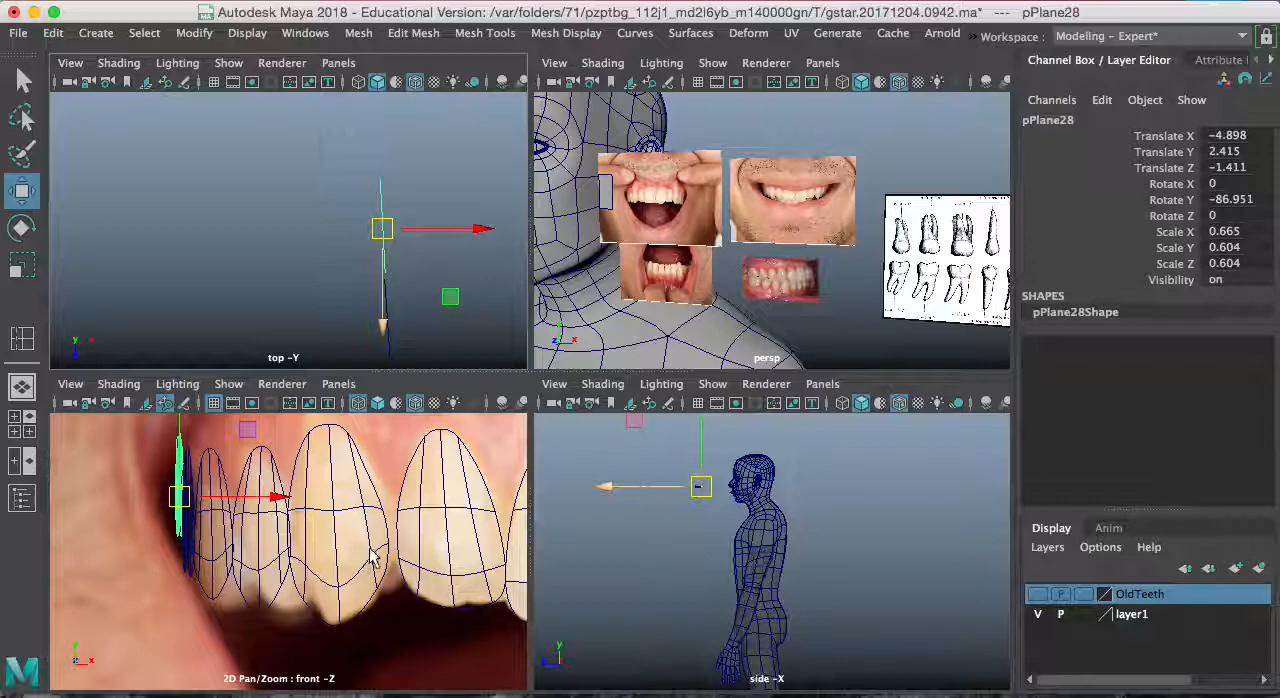 Autodesk Maya 2018 - Educational Version: /var/folders/71/pzptbg_112j1_md2l6yb_m140000gn/T/gstar.20171204.0942.ma* --- pPlane28
File Edit Create Select Modify Display Windows Mesh Edit Mesh Mesh Tools Mesh Display Curves Surfaces Deform UV Generate Cache Arnold » Workspace : Modeling - Expert*
View Shading Lighting Show Renderer Panels
View Shading Lighting Show Renderer Panels
Channel Box / Layer Editor Attribute
Channels Edit Object Show
pPlane28
Translate X -4.898
Translate Y 2.415
Translate Z -1.411
Rotate X 0
Rotate Y -86.951
Rotate Z 0
Scale X 0.665
Scale Y 0.604
Scale Z 0.604
Visibility on
SHAPES
pPlane28Shape
top -Y
persp
View Shading Lighting Show Renderer Panels
View Shading Lighting Show Renderer Panels
2D Pan/Zoom : front -Z
side -X
Display Anim
Layers Options Help
P OldTeeth
V P layer1